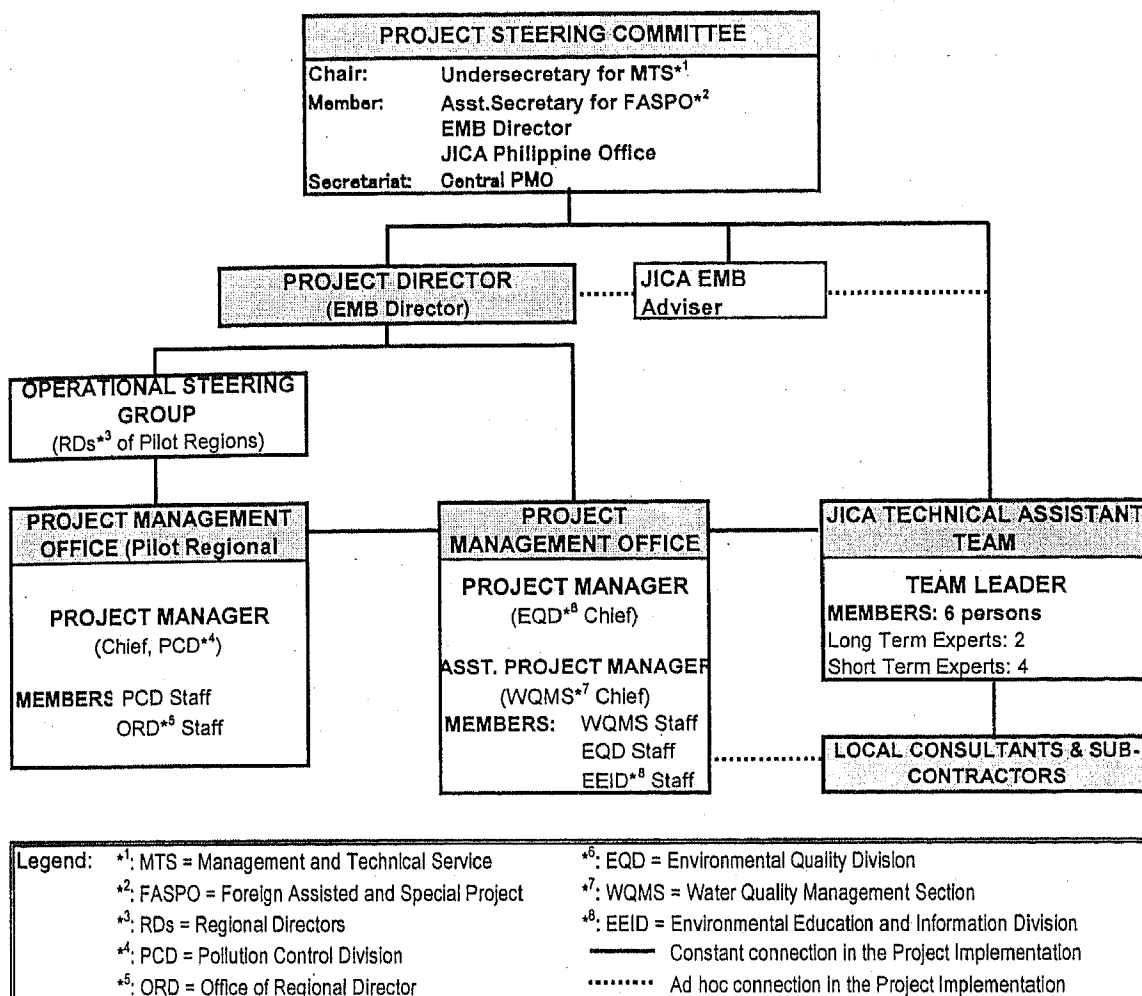 PROJECT STEERING COMMITTEE
Chair: Undersecretary for MTS*1
Member: Asst.Secretary for FASPO*2
EMB Director
JICA Philippine Office
Secretariat: Central PMO
PROJECT DIRECTOR
(EMB Director)
JICA EMB
Adviser
OPERATIONAL STEERING
GROUP
(RDs*3 of Pilot Regions)
PROJECT MANAGEMENT
OFFICE (Pilot Regional
PROJECT MANAGER
(Chief, PCD*4)
MEMBERS PCD Staff
ORD*5 Staff
PROJECT
MANAGEMENT OFFICE
PROJECT MANAGER
(EQD*6 Chief)
ASST. PROJECT MANAGER
(WQMS*7 Chief)
MEMBERS: WQMS Staff
EQD Staff
EEID*8 Staff
JICA TECHNICAL ASSISTANT
TEAM
TEAM LEADER
MEMBERS: 6 persons
Long Term Experts: 2
Short Term Experts: 4
LOCAL CONSULTANTS & SUB-
CONTRACTORS
Legend: *1: MTS = Management and Technical Service
*2: FASPO = Foreign Assisted and Special Project
*3: RDs = Regional Directors
*4: PCD = Pollution Control Division
*5: ORD = Office of Regional Director
*6: EQD = Environmental Quality Division
*7: WQMS = Water Quality Management Section
*8: EEID = Environmental Education and Information Division
Constant connection in the Project Implementation
Ad hoc connection in the Project Implementation